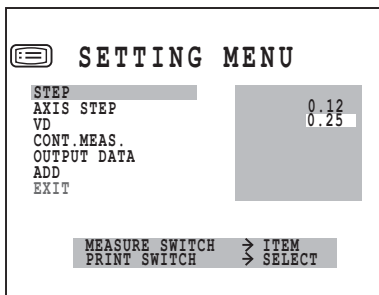 SETTING MENU
STEP
AXIS STEP
VD
CONT.MEAS.
OUTPUT DATA
ADD
EXIT
0.12
0.25
MEASURE SWITCH → ITEM
PRINT SWITCH → SELECT